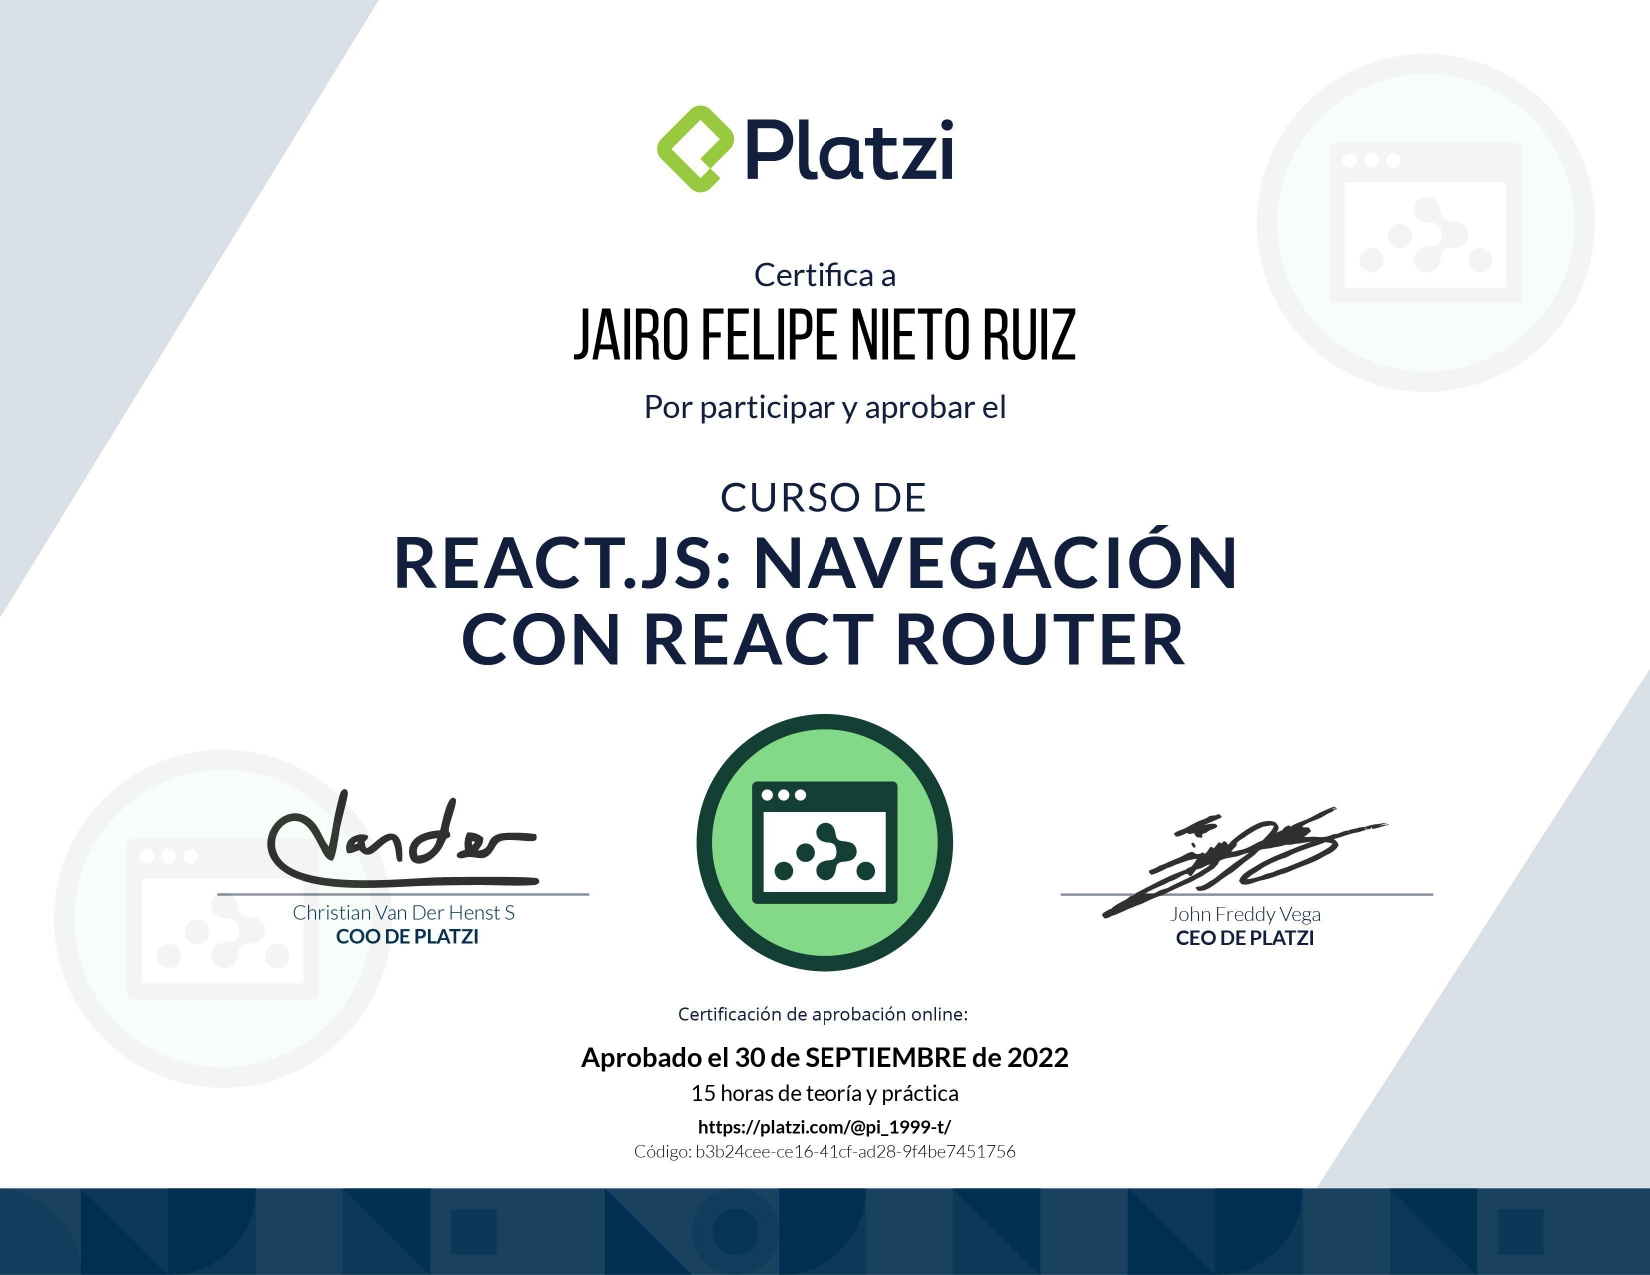 Platzi
Certifica a
JAIRO FELIPE NIETO RUIZ
Por participar y aprobar el
CURSO DE
REACT.JS: NAVEGACIÓN
CON REACT ROUTER
Vander
Christian Van Der Henst S
COO DE PLATZI
John Freddy Vega
CEO DE PLATZI
Certificación de aprobación online:
Aprobado el 30 de SEPTIEMBRE de 2022
15 horas de teoría y práctica
https://platzi.com/@pi_1999-t/
Código: b3b24cee-ce16-41cf-ad28-9f4be7451756